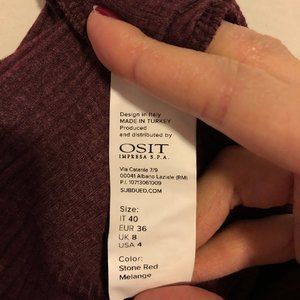 Design in Italy
MADE IN TURKEY
Produced
and distributed by
OSIT
IMPRESA S.P.A.
Via Catania 7/9
00041 Albano Laziale (RM)
P.I. 10713061009
SUBDUED.COM
Size:
IT 40
EUR 36
UK 8
USA 4
Color:
Stone Red
Melange